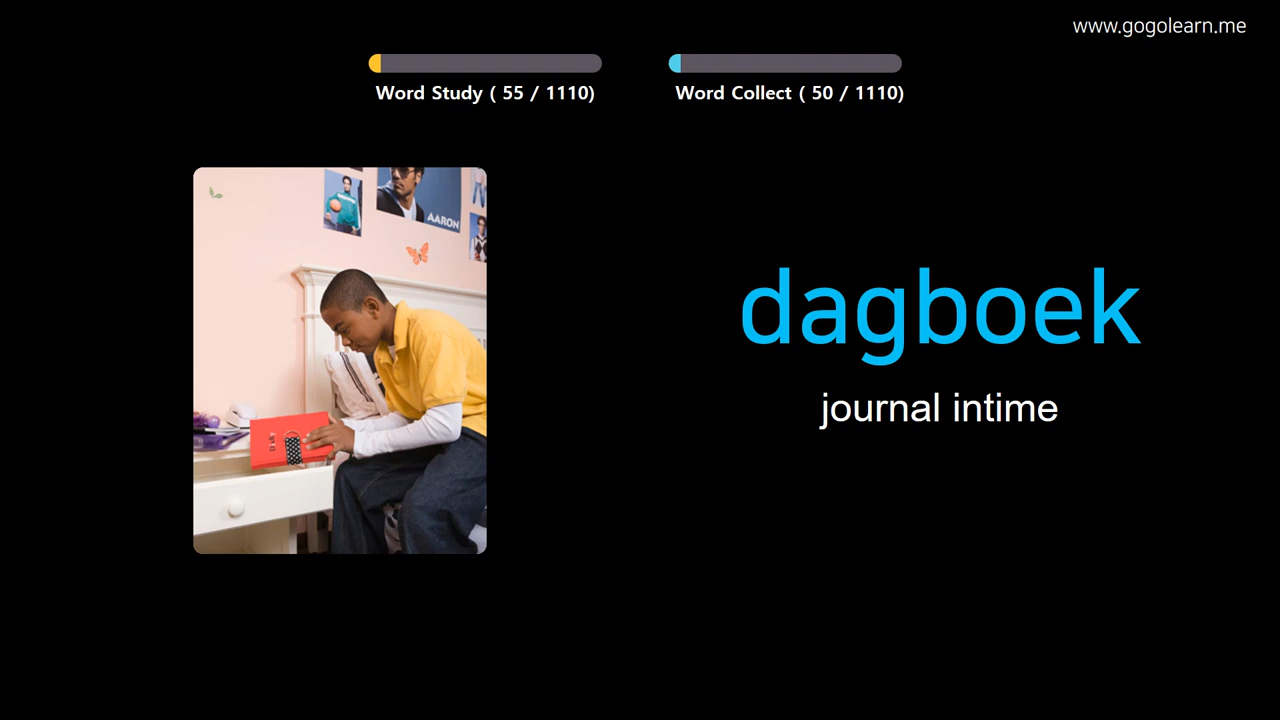 www.gogolearn.me
Word Study ( 55 / 1110)
Word Collect ( 50 / 1110)
AARON
dagboek
journal intime